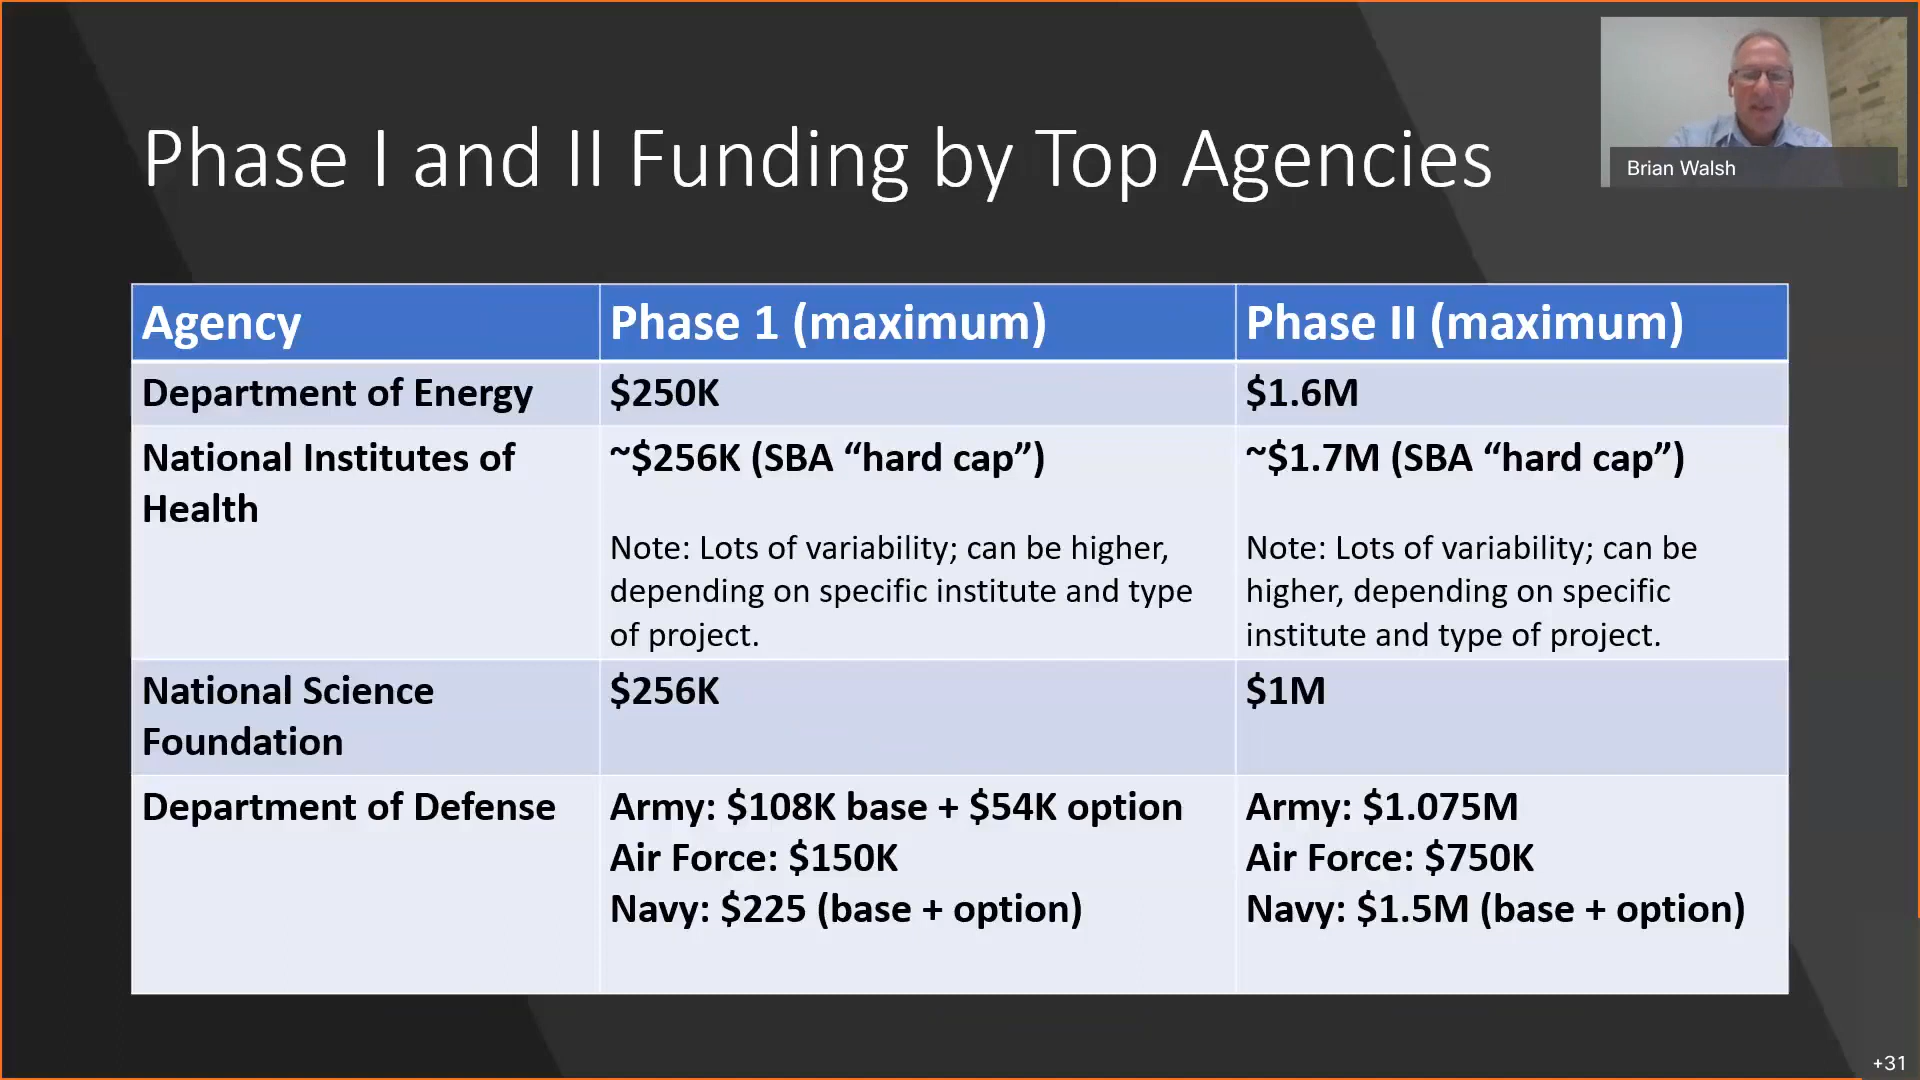 Phase I and II Funding by Top Agencies
Brian Walsh
Agency
Phase 1 (maximum)
Phase II (maximum)
Department of Energy
$250K
$1.6M
National Institutes of
Health
~$256K (SBA “hard cap”)
Note: Lots of variability; can be higher,
depending on specific institute and type
of project.
~$1.7M (SBA “hard cap”)
Note: Lots of variability; can be
higher, depending on specific
institute and type of project.
National Science
Foundation
$256K
$1M
Department of Defense
Army: $108K base + $54K option
Air Force: $150K
Navy: $225 (base + option)
Army: $1.075M
Air Force: $750K
Navy: $1.5M (base + option)
+31